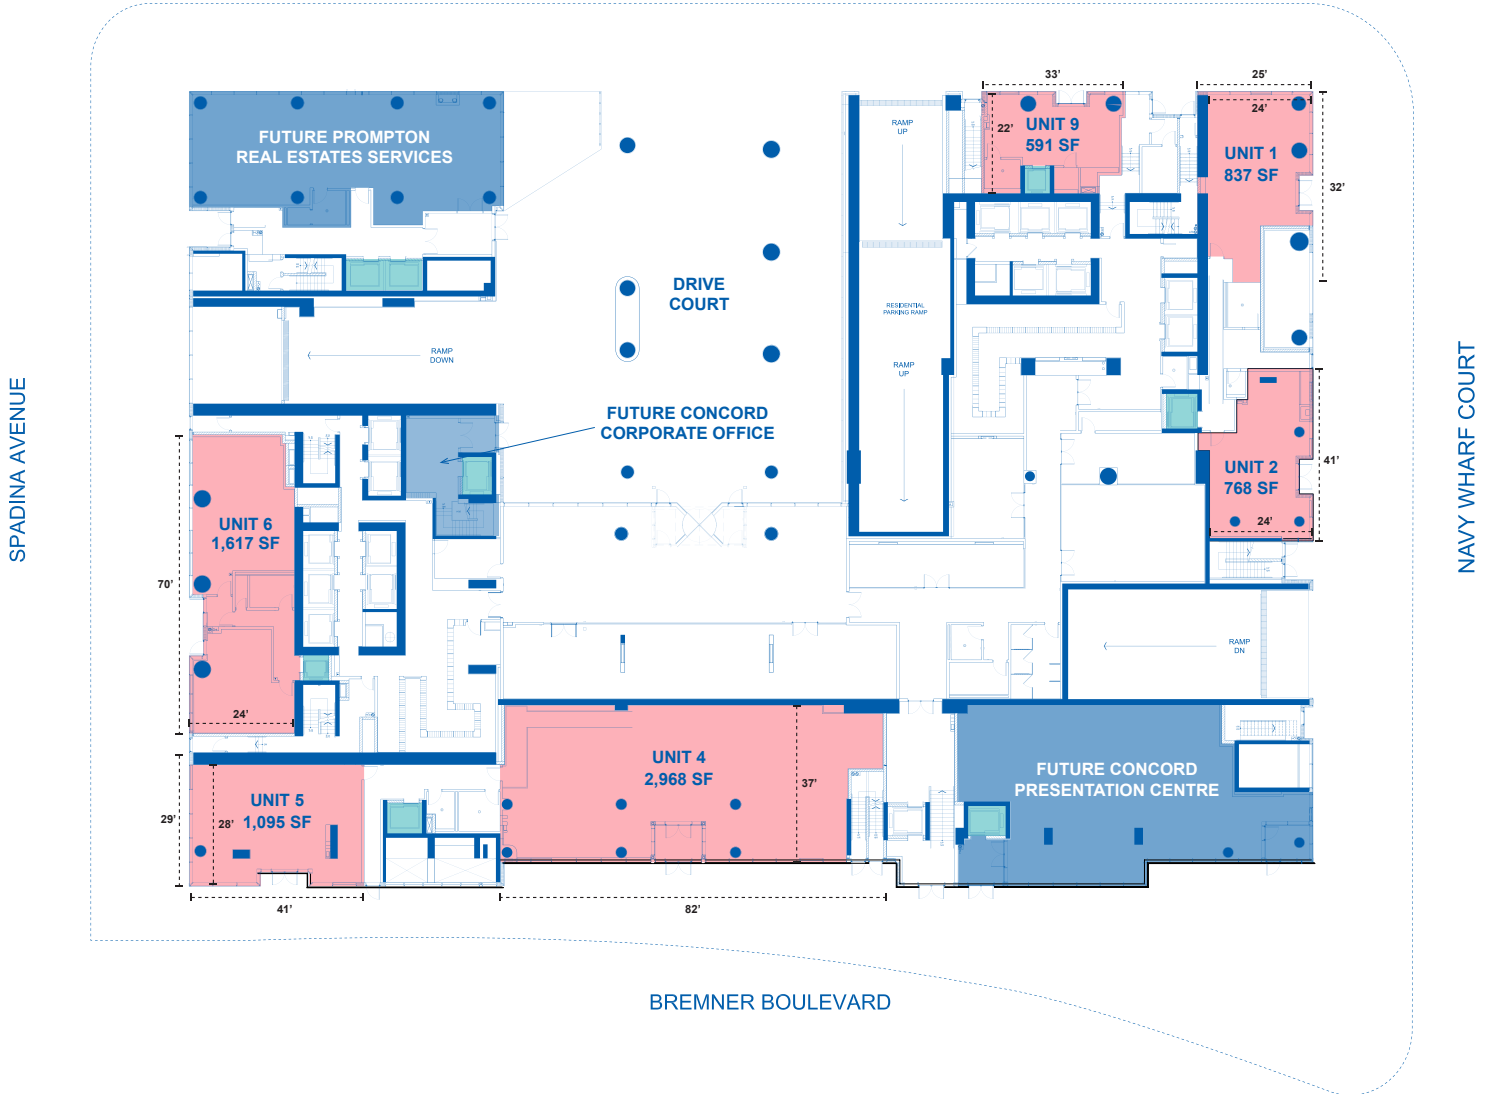 33’
25’
RAMP
UP
22’
UNIT 9
591 SF
24’
UNIT 1
837 SF
32’
FUTURE PROMPTON
REAL ESTATES SERVICES
DRIVE
COURT
RESIDENTIAL
PARKING RAMP
RAMP
DOWN
RAMP
UP
FUTURE CONCORD
CORPORATE OFFICE
SPADINA AVENUE
NAVY WHARF COURT
UNIT 2
768 SF
41’
24’
UNIT 6
1,617 SF
70’
24’
RAMP
DN
UNIT 4
2,968 SF
37’
FUTURE CONCORD
PRESENTATION CENTRE
UNIT 5
1,095 SF
29’
28’
41’
82’
BREMNER BOULEVARD